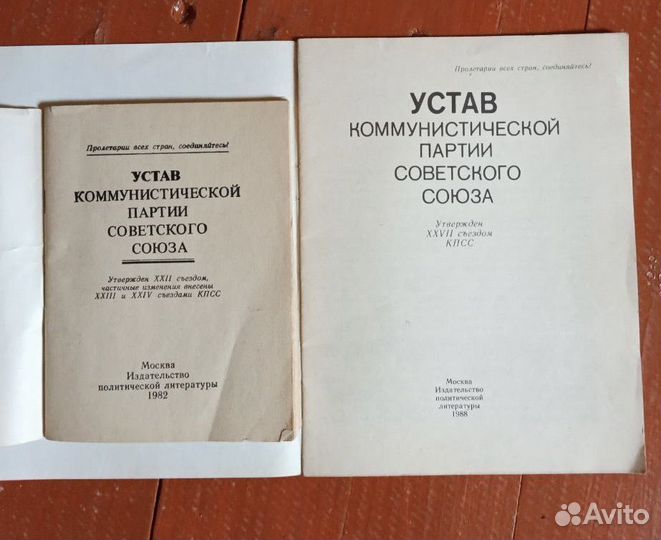 Пролетарии всех стран, соединяйтесь!
УСТАВ
КОММУНИСТИЧЕСКОЙ
ПАРТИИ
СОВЕТСКОГО
СОЮЗА
Утвержден XXII съездом,
частичные изменения внесены
XXIII и XXIV съездами КПСС
Москва
Издательство
политической литературы
1982
Пролетарии всех стран, соединяйтесь!
УСТАВ
КОММУНИСТИЧЕСКОЙ
ПАРТИИ
СОВЕТСКОГО
СОЮЗА
Утвержден
XXVII съездом
КПСС
Москва
Издательство
политической
литературы
1988
Avito